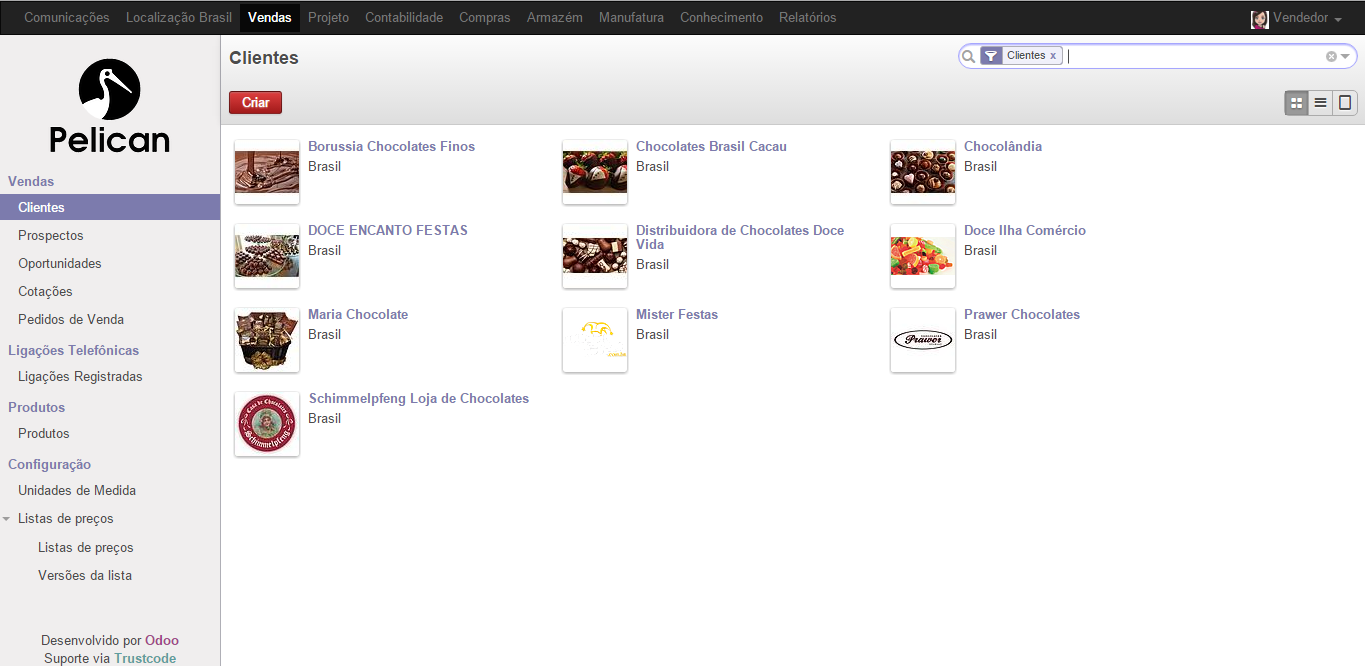 Comunicações Localização Brasil Vendas Projeto Contabilidade Compras Armazém Manufatura Conhecimento Relatórios Vendedor
Pelican
Vendas
Clientes
Prospectos
Oportunidades
Cotações
Pedidos de Venda
Ligações Telefônicas
Ligações Registradas
Produtos
Produtos
Configuração
Unidades de Medida
Listas de preços
Listas de preços
Versões da lista
Desenvolvido por Odoo
Suporte via Trustcode
Clientes
Clientes x
Criar
Borussia Chocolates Finos
Brasil
Chocolates Brasil Cacau
Brasil
Chocolândia
Brasil
DOCE ENCANTO FESTAS
Brasil
Distribuidora de Chocolates Doce
Vida
Brasil
Doce Ilha Comércio
Brasil
Maria Chocolate
Brasil
.com.br
Mister Festas
Brasil
Prawer
Prawer Chocolates
Brasil
Casa de Chocolates
Schimmelpfeng
Schimmelpfeng Loja de Chocolates
Brasil